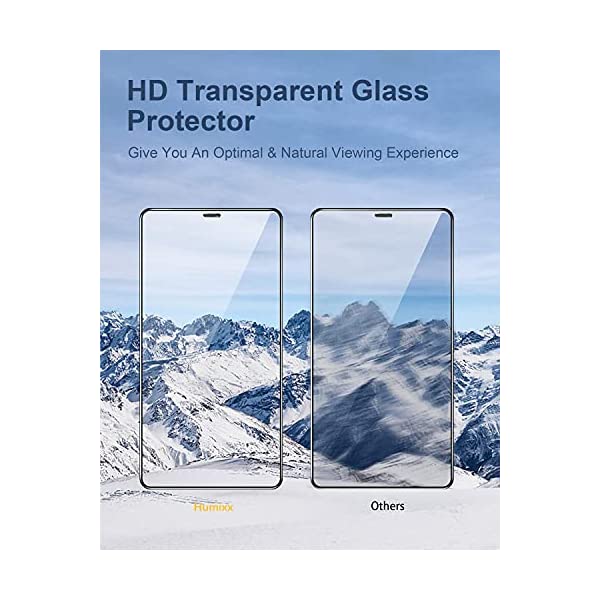 HD Transparent Glass
Protector
Give You An Optimal & Natural Viewing Experience
Humixx
Others